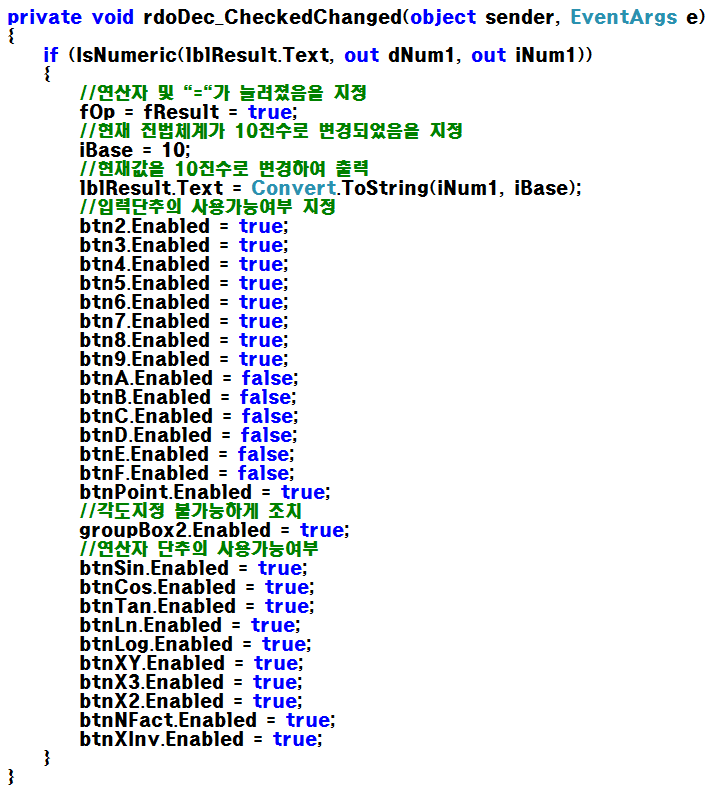 private void rdoDec_CheckedChanged(object sender, EventArgs e)
{
if (IsNumeric(lblResult.Text, out dNum1, out iNum1))
{
//연산자 및 “=“가 눌러졌음을 지정
fOp = fResult = true;
//현재 진법체계가 10진수로 변경되었음을 지정
iBase = 10;
//현재값을 10진수로 변경하여 출력
lblResult.Text = Convert.ToString(iNum1, iBase);
//입력단추의 사용가능여부 지정
btn2.Enabled = true;
btn3.Enabled = true;
btn4.Enabled = true;
btn5.Enabled = true;
btn6.Enabled = true;
btn7.Enabled = true;
btn8.Enabled = true;
btn9.Enabled = true;
btnA.Enabled = false;
btnB.Enabled = false;
btnC.Enabled = false;
btnD.Enabled = false;
btnE.Enabled = false;
btnF.Enabled = false;
btnPoint.Enabled = true;
//각도지정 불가능하게 조치
groupBox2.Enabled = true;
//연산자 단추의 사용가능여부
btnSin.Enabled = true;
btnCos.Enabled = true;
btnTan.Enabled = true;
btnLn.Enabled = true;
btnLog.Enabled = true;
btnXY.Enabled = true;
btnX3.Enabled = true;
btnX2.Enabled = true;
btnNFact.Enabled = true;
btnXInv.Enabled = true;
}
}